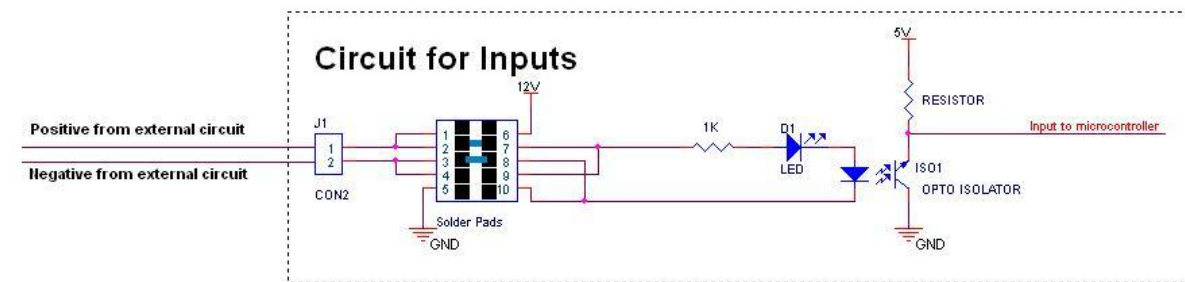 Circuit for Inputs
5V
12V
RESISTOR
Positive from external circuit
J1
1K
D1
Input to microcontroller
1
2
1 6
2 7
3 8
4 9
5 10
Negative from external circuit
LED
ISO1
CON2
OPTO ISOLATOR
Solder Pads
GND
GND